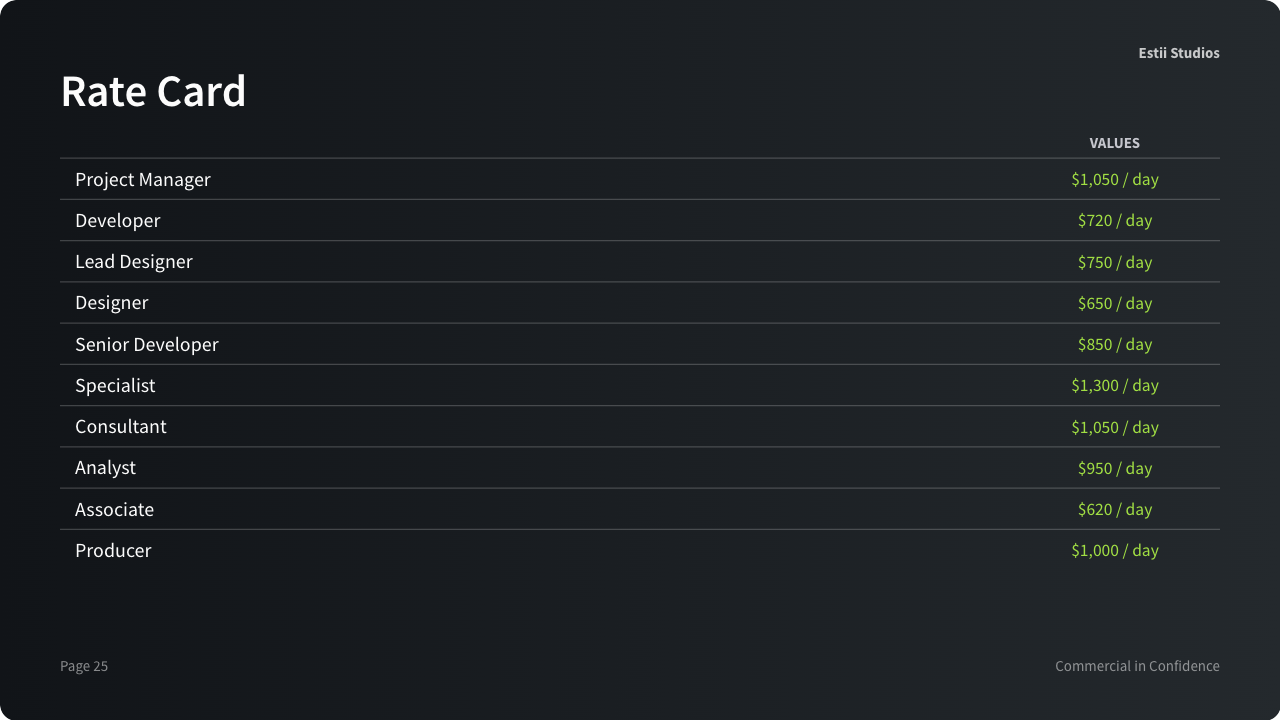 Estii Studios
Rate Card
VALUES
Project Manager $1,050 / day
Developer $720 / day
Lead Designer $750 / day
Designer $650 / day
Senior Developer $850 / day
Specialist $1,300 / day
Consultant $1,050 / day
Analyst $950 / day
Associate $620 / day
Producer $1,000 / day
Page 25 Commercial in Confidence